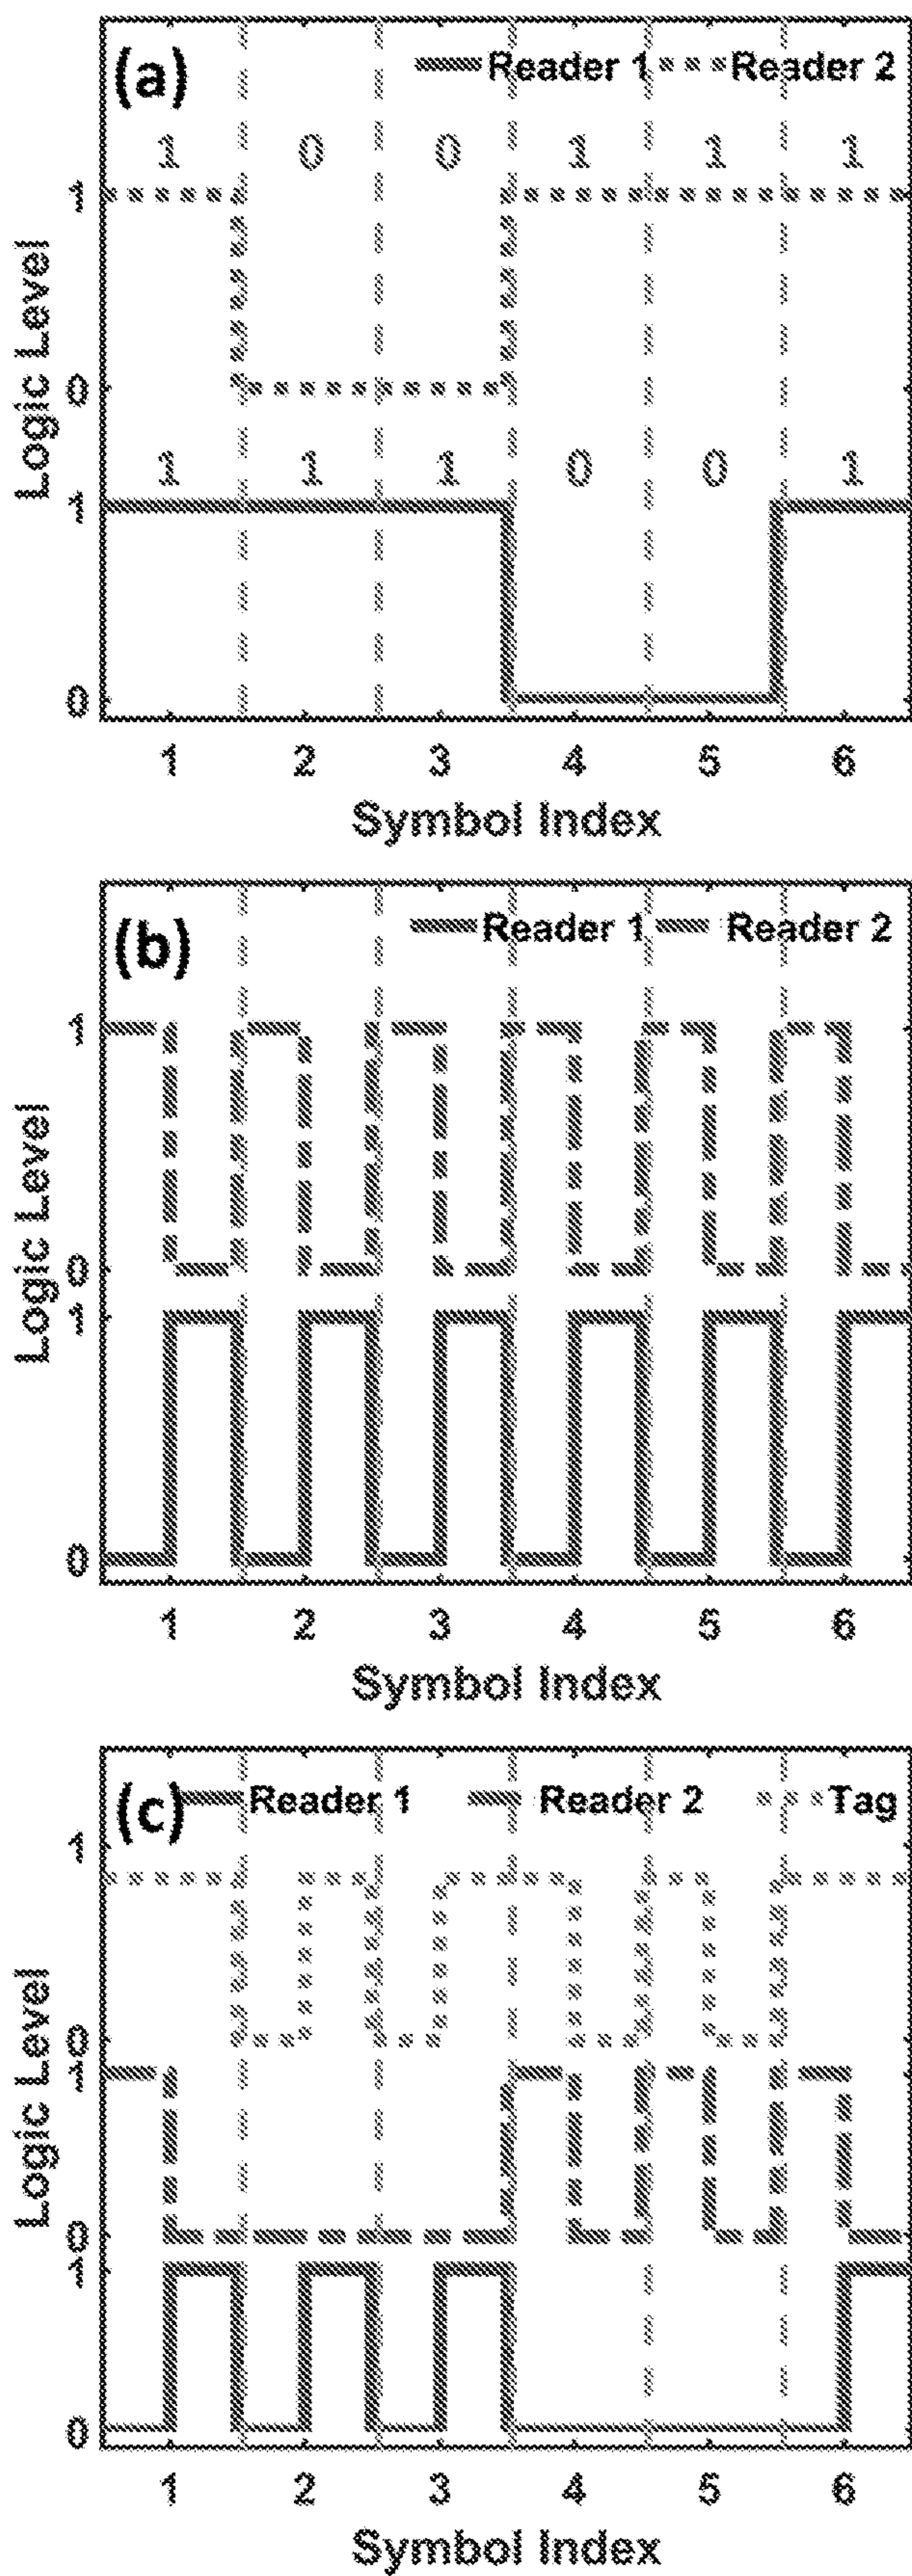 (a) Reader 1 Reader 2
1 0 0 1 1 1
1
Logic Level
0
1 1 1 0 0 1
1
0
1 2 3 4 5 6
Symbol Index
(b) Reader 1 Reader 2
1
Logic Level
0
1
0
1 2 3 4 5 6
Symbol Index
(c) Reader 1 Reader 2 Tag
1
Logic Level
0
1
0
1
0
1 2 3 4 5 6
Symbol Index